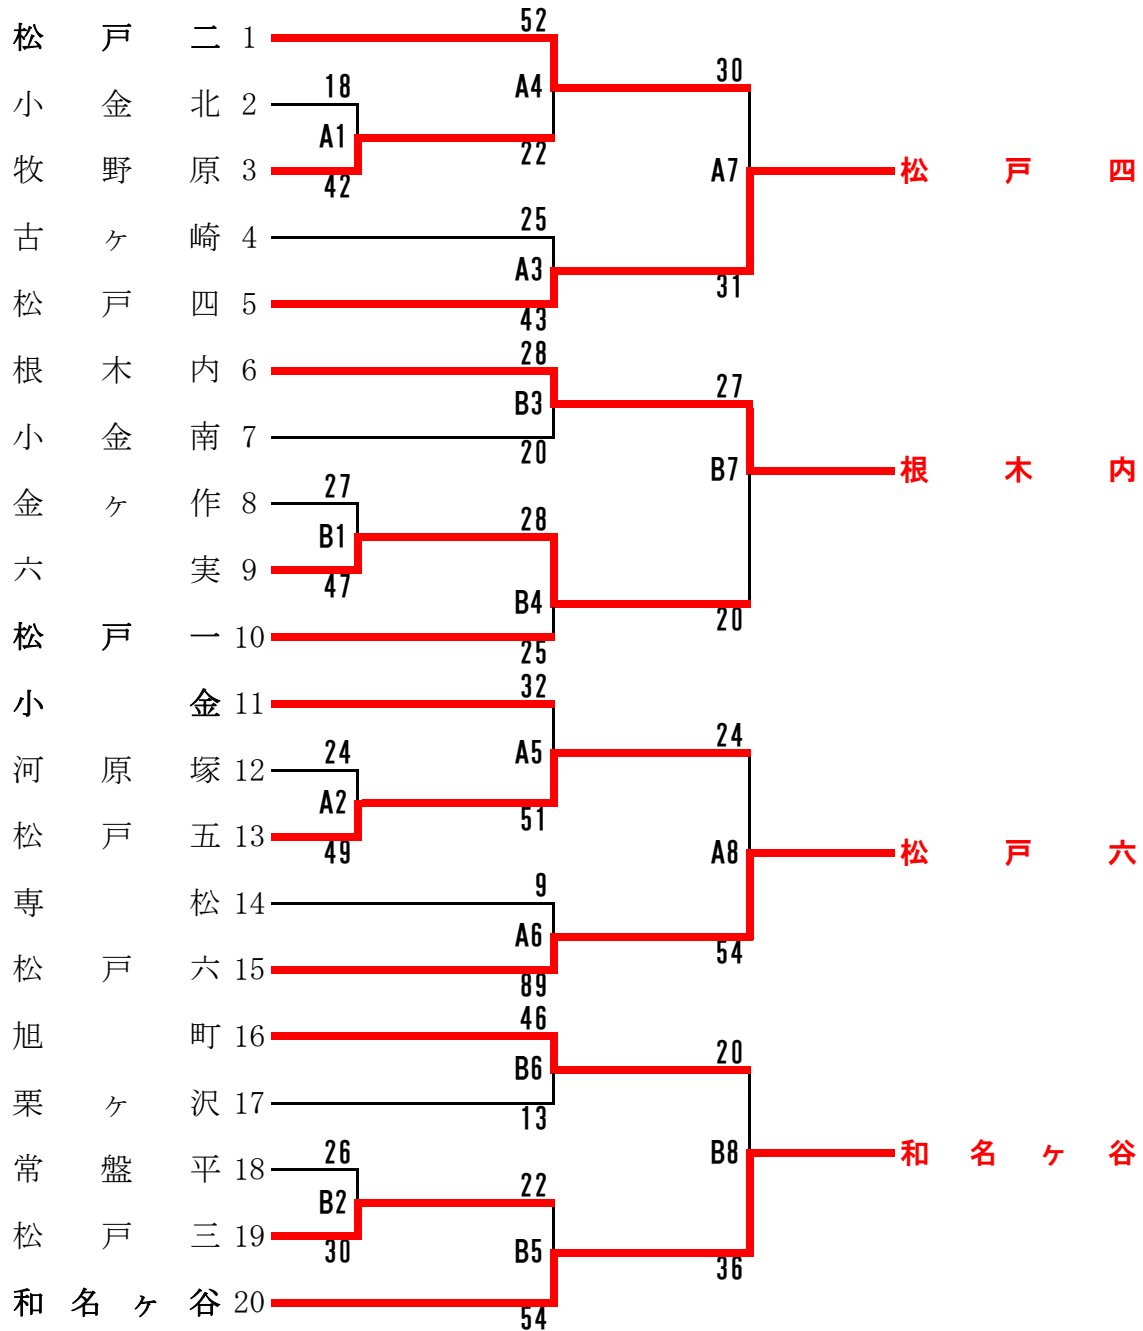 52
松戸二 1
30
18
A4
小金北 2
A1
22
牧野原 3
A7
松戸四
42
25
古ヶ崎 4
A3
31
松戸四 5
43
28
根木内 6
27
B3
小金南 7
20
B7
根木内
27
金ヶ作 8
28
B1
六実 9
47
B4
20
松戸一 10
25
32
小金 11
24
24
A5
河原塚 12
A2
51
松戸五 13
49
A8
松戸六
9
専松 14
A6
54
松戸六 15
89
46
旭町 16
20
B6
栗ヶ沢 17
13
26
B8
和名ヶ谷
常盤平 18
22
B2
松戸三 19
30
B5
36
和名ヶ谷 20
54